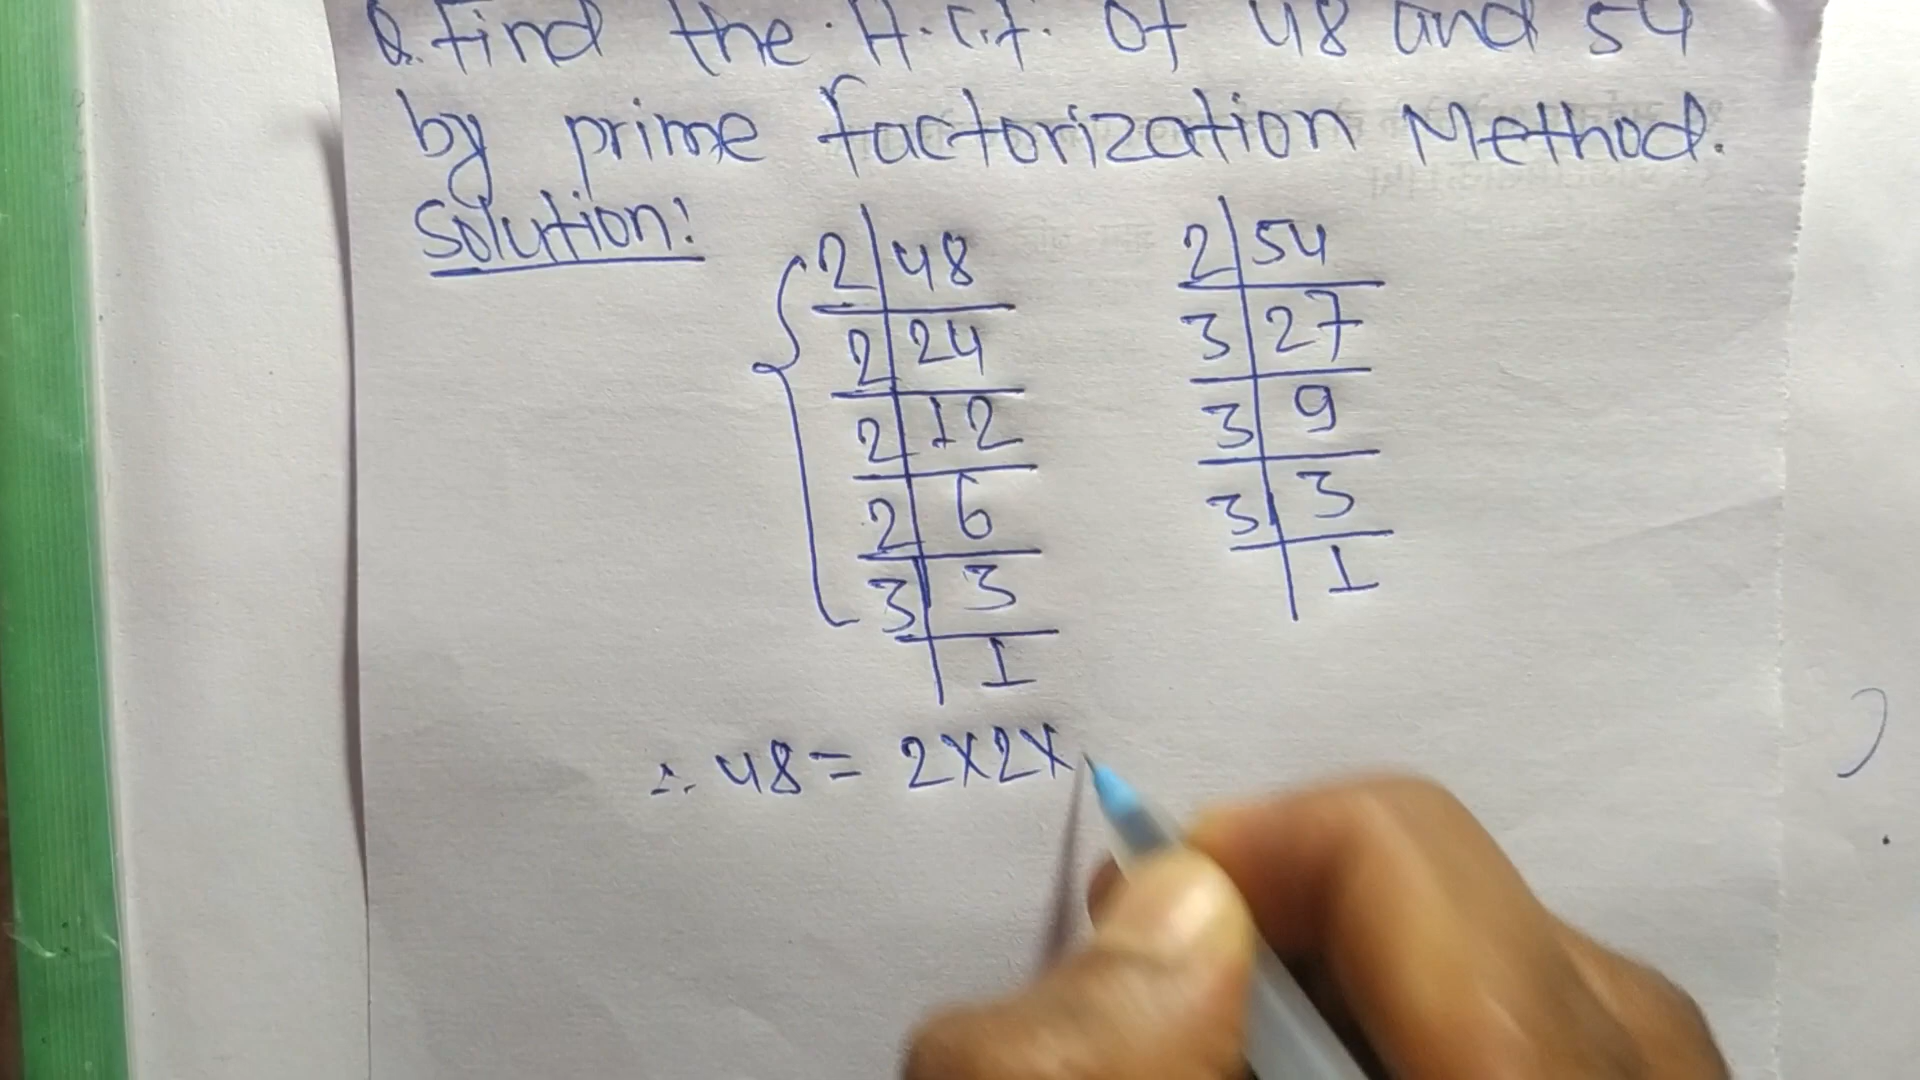 Q. Find the H.C.f. Of 48 and 54
by prime factorization Method.
Solution:
2 48
2 24
2 12
2 6
3 3
1
2 54
3 27
3 9
3 3
1
∴ 48 = 2×2×